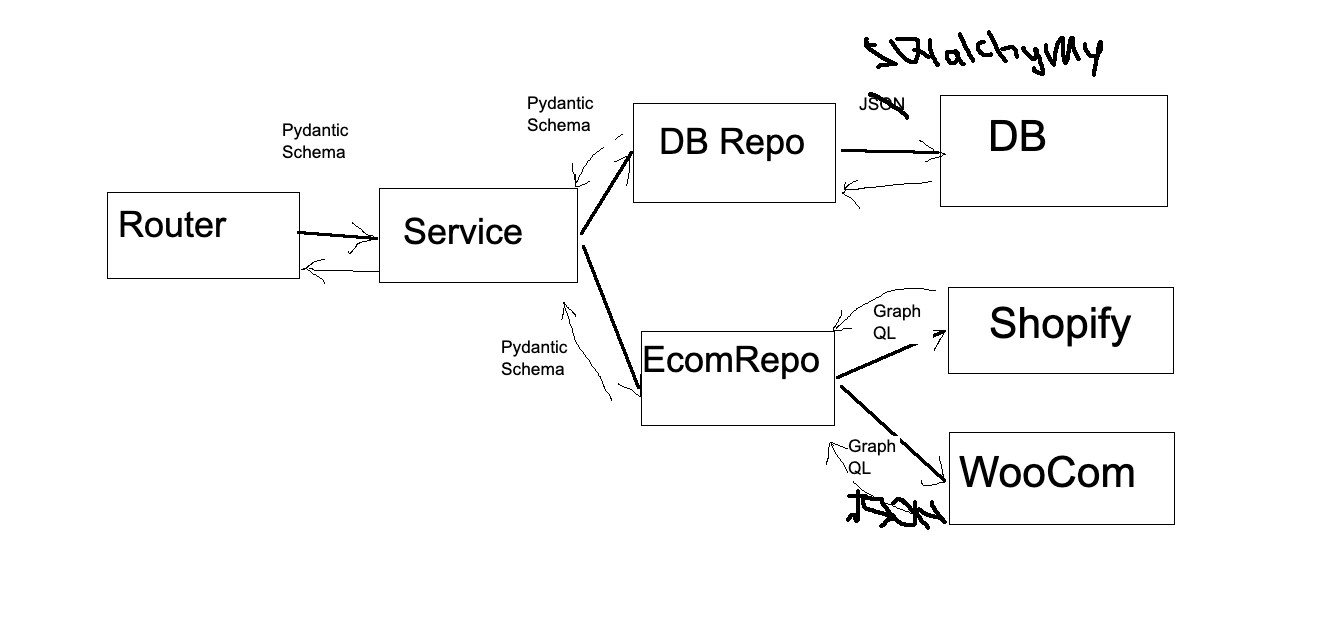 SQLalchyMy
Pydantic
Schema
JSON
DB Repo
DB
Pydantic
Schema
Router
Service
Pydantic
Schema
EcomRepo
Graph
QL
Shopify
Graph
QL
JSON
WooCom